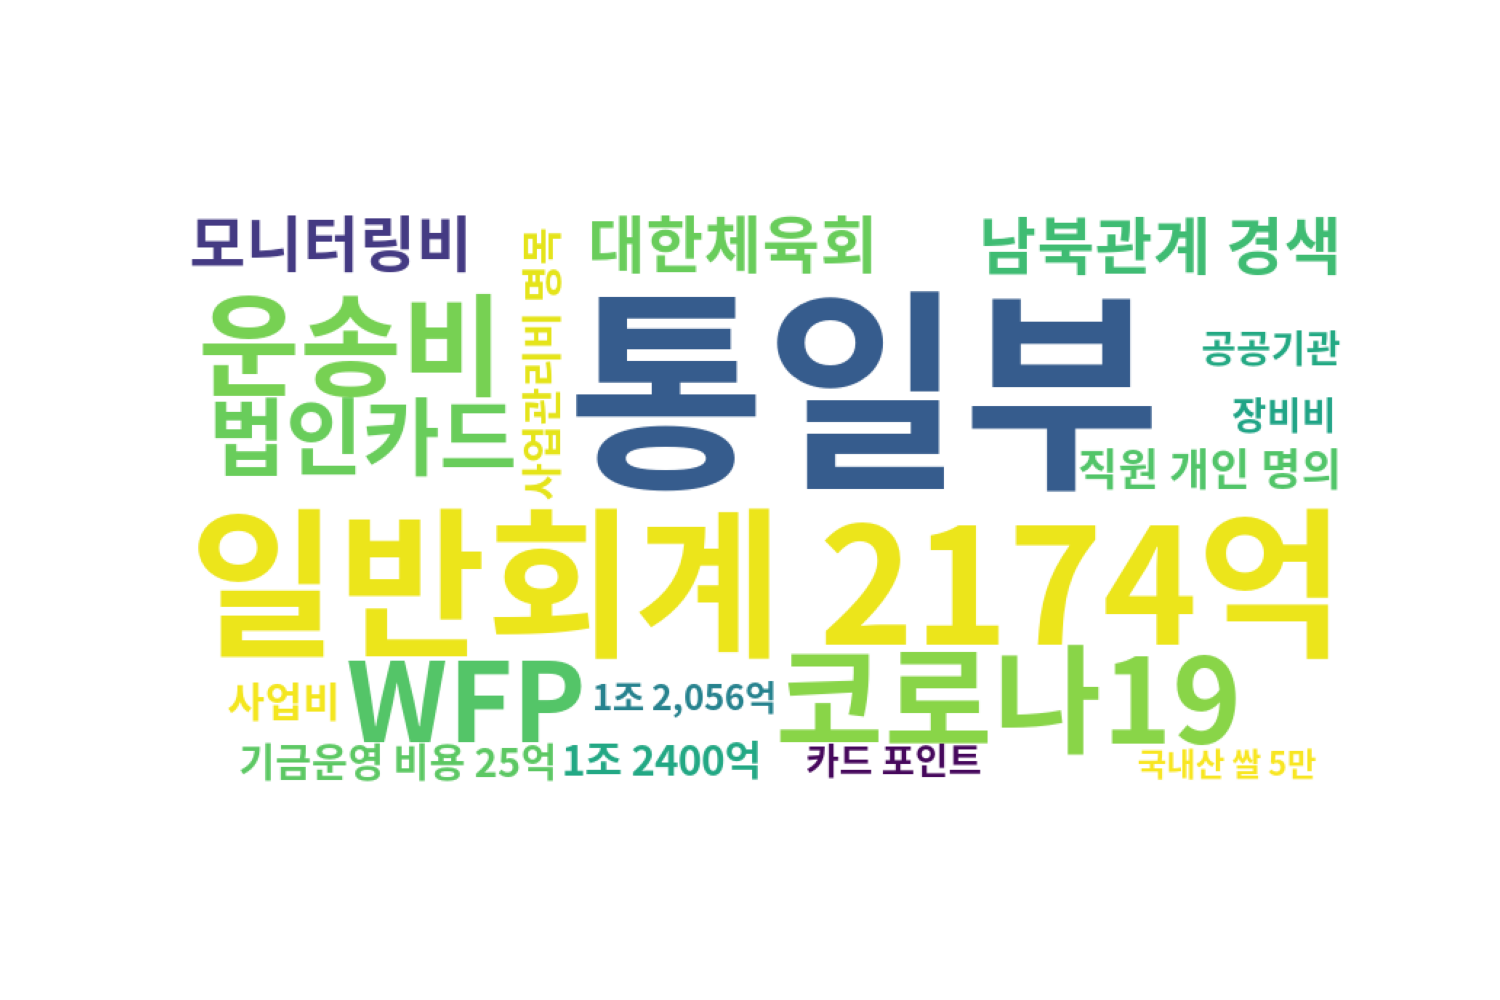 모니터링비
대한체육회
남북관계 경색
운송비
사업관리비 명목
통일부
공공기관
법인카드
장비비
직원 개인 명의
일반회계 2174억
사업비
WFP
1조 2,056억
코로나19
기금운영 비용 25억
1조 2400억
카드 포인트
국내산 쌀 5만